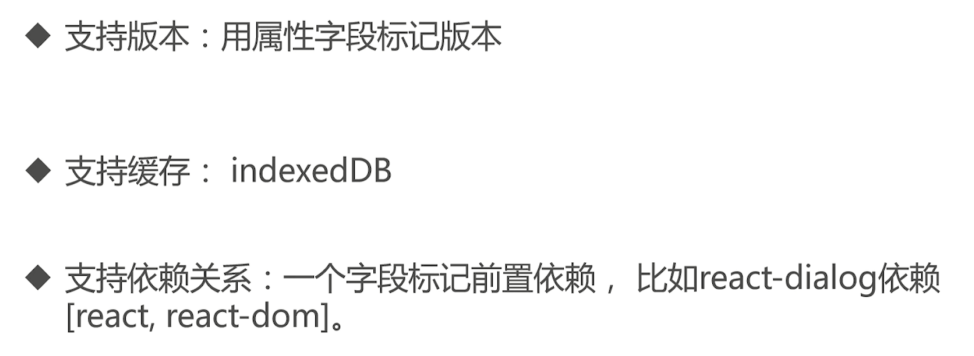 ◆ 支持版本：用属性字段标记版本
◆ 支持缓存： indexedDB
◆ 支持依赖关系：一个字段标记前置依赖， 比如react-dialog依赖
[react, react-dom]。